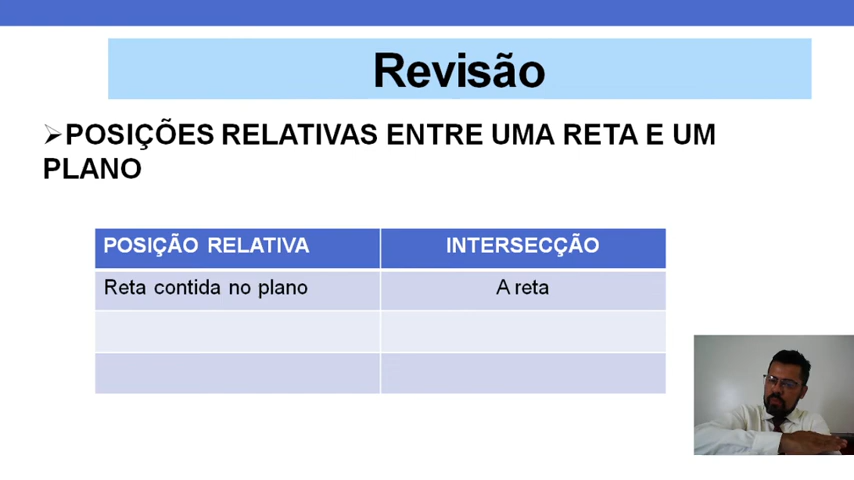 Revisão
➢POSIÇÕES RELATIVAS ENTRE UMA RETA E UM
PLANO
POSIÇÃO RELATIVA INTERSECÇÃO
Reta contida no plano A reta